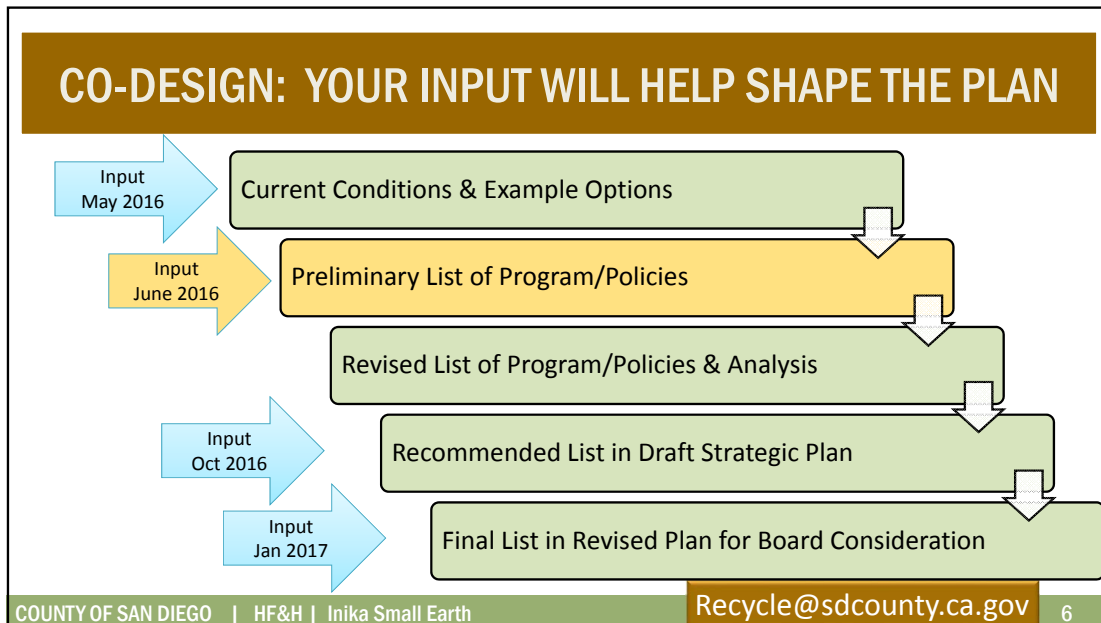 CO-DESIGN: YOUR INPUT WILL HELP SHAPE THE PLAN
Input
May 2016
Current Conditions & Example Options
Input
June 2016
Preliminary List of Program/Policies
Revised List of Program/Policies & Analysis
Input
Oct 2016
Recommended List in Draft Strategic Plan
Input
Jan 2017
Final List in Revised Plan for Board Consideration
COUNTY OF SAN DIEGO | HF&H | Inika Small Earth
Recycle@sdcounty.ca.gov
6